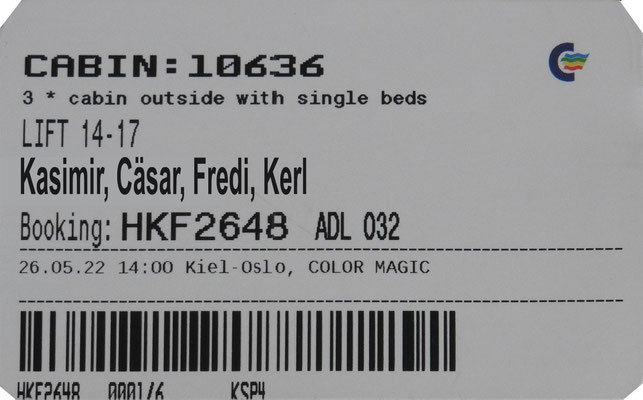 CABIN: 10636
3 * cabin outside with single beds
LIFT 14-17
Kasimir, Cäsar, Fredi, Kerl
Booking: HKF2648 ADL 032
26.05.22 14:00 Kiel-Oslo, COLOR MAGIC
HKF2648 0001/6 KSP4